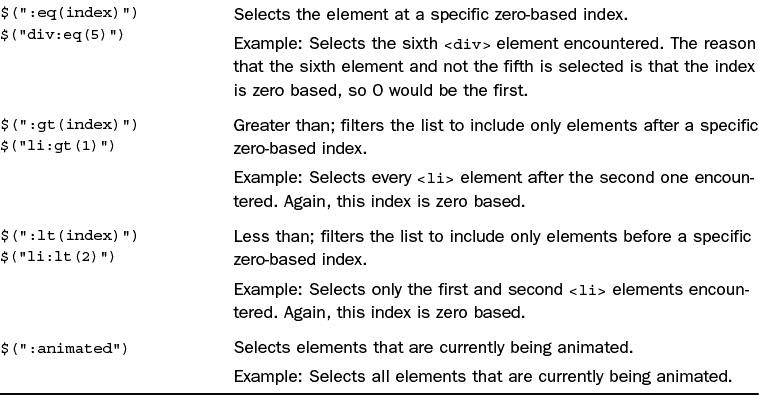 $(":eq(index)") Selects the element at a specific zero-based index.
$("div:eq(5)")
Example: Selects the sixth <div> element encountered. The reason
that the sixth element and not the fifth is selected is that the index
is zero based, so 0 would be the first.
$(":gt(index)") Greater than; filters the list to include only elements after a specific
$("li:gt(1)") zero-based index.
Example: Selects every <li> element after the second one encoun-
tered. Again, this index is zero based.
$(":lt(index)") Less than; filters the list to include only elements before a specific
$("li:lt(2)") zero-based index.
Example: Selects only the first and second <li> elements encoun-
tered. Again, this index is zero based.
$(":animated") Selects elements that are currently being animated.
Example: Selects all elements that are currently being animated.